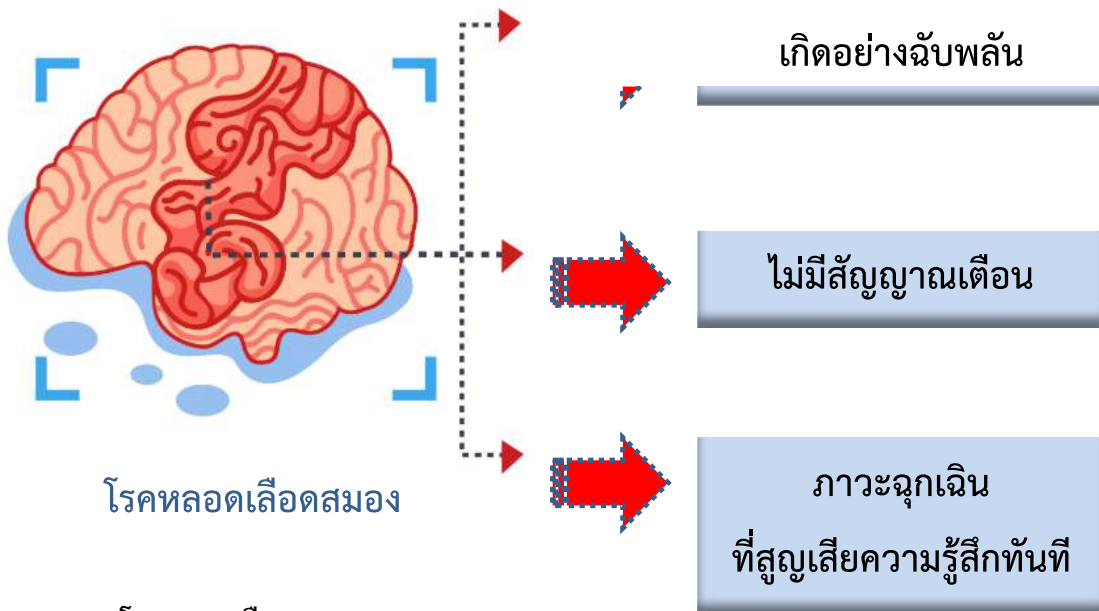 เกิดอย่างฉับพลัน
ไม่มีสัญญาณเตือน
ภาวะฉุกเฉิน
ที่สูญเสียความรู้สึกทันที
โรคหลอดเลือดสมอง